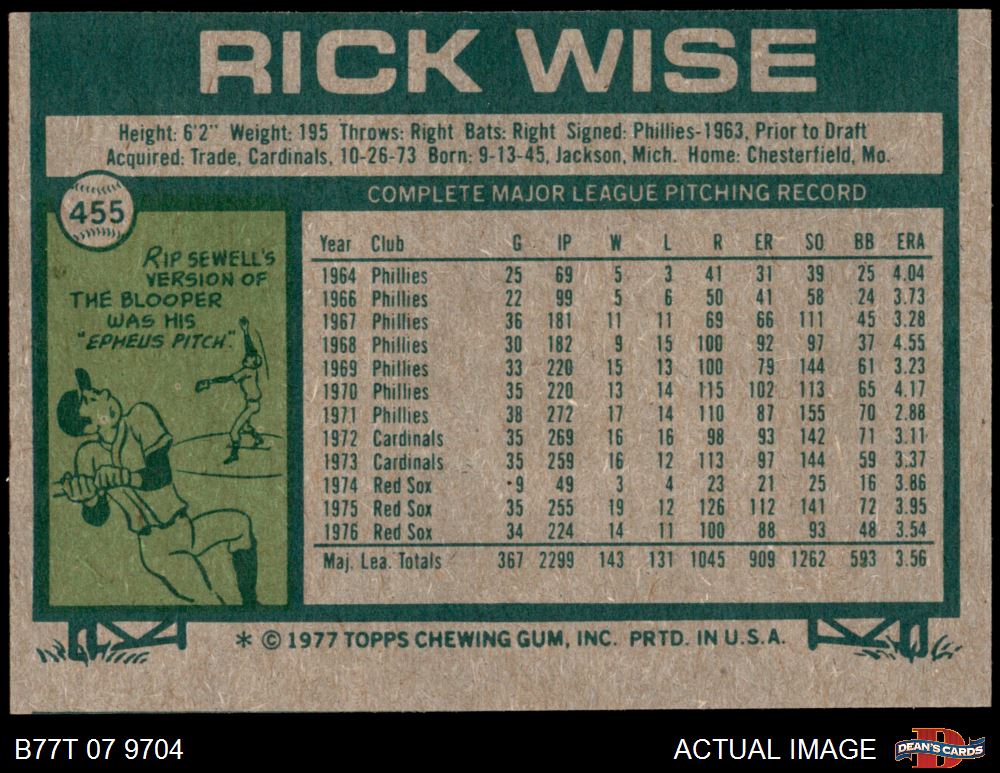 RICK WISE
Height: 6'2" Weight: 195 Throws: Right Bats: Right Signed: Phillies-1963, Prior to Draft
Acquired: Trade, Cardinals, 10-26-73 Born: 9-13-45, Jackson, Mich. Home: Chesterfield, Mo.
455
COMPLETE MAJOR LEAGUE PITCHING RECORD
RIP SEWELL'S
VERSION OF
THE BLOOPER
WAS HIS
"EPHEUS PITCH".
Year Club G IP W L R ER SO BB ERA
1964 Phillies 25 69 5 3 41 31 39 25 4.04
1966 Phillies 22 99 5 6 50 41 58 24 3.73
1967 Phillies 36 181 11 11 69 66 111 45 3.28
1968 Phillies 30 182 9 15 100 92 97 37 4.55
1969 Phillies 33 220 15 13 100 79 144 61 3.23
1970 Phillies 35 220 13 14 115 102 113 65 4.17
1971 Phillies 38 272 17 14 110 87 155 70 2.88
1972 Cardinals 35 269 16 16 98 93 142 71 3.11
1973 Cardinals 35 259 16 12 113 97 144 59 3.37
1974 Red Sox 9 49 3 4 23 21 25 16 3.86
1975 Red Sox 35 255 19 12 126 112 141 72 3.95
1976 Red Sox 34 224 14 11 100 88 93 48 3.54
Maj. Lea. Totals 367 2299 143 131 1045 909 1262 593 3.56
* © 1977 TOPPS CHEWING GUM, INC. PRTD. IN U.S.A.
B77T 07 9704
ACTUAL IMAGE
D
DEAN'S CARDS